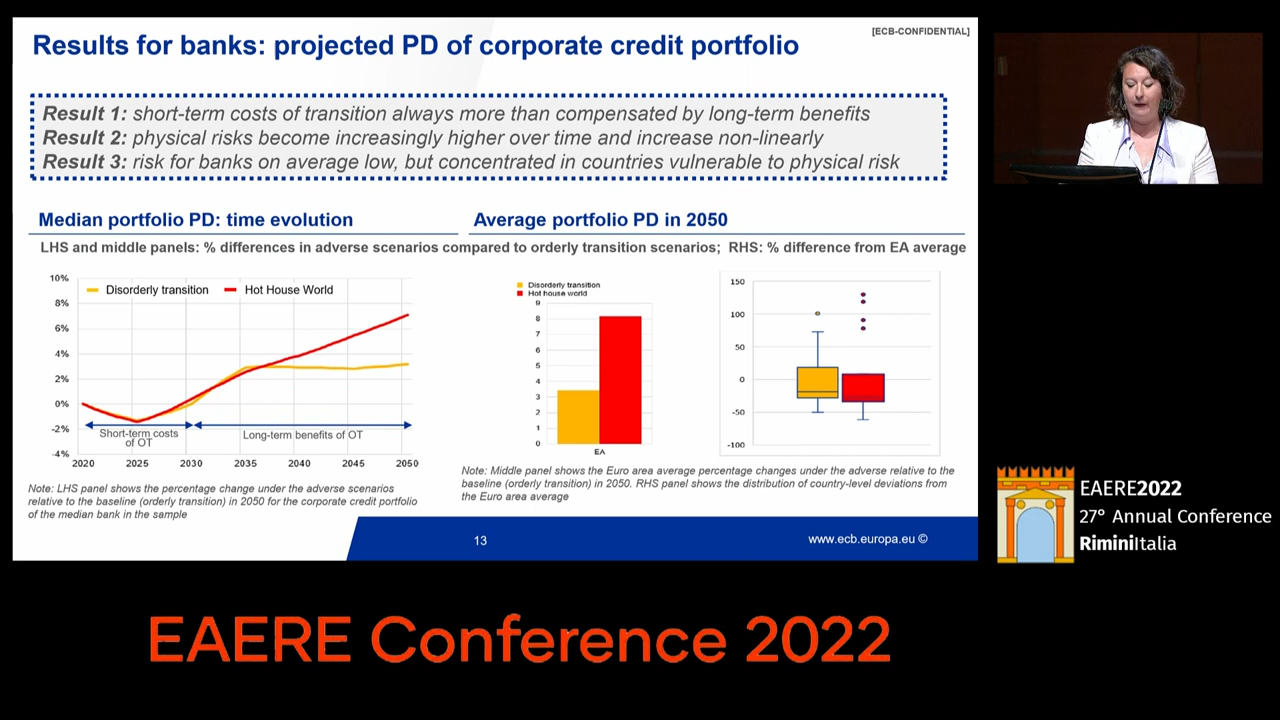 [ECB-CONFIDENTIAL]
Results for banks: projected PD of corporate credit portfolio
Result 1: short-term costs of transition always more than compensated by long-term benefits
Result 2: physical risks become increasingly higher over time and increase non-linearly
Result 3: risk for banks on average low, but concentrated in countries vulnerable to physical risk
Median portfolio PD: time evolution
Average portfolio PD in 2050
LHS and middle panels: % differences in adverse scenarios compared to orderly transition scenarios; RHS: % difference from EA average
Disorderly transition
Hot House World
10%
8%
6%
4%
2%
0%
-2%
-4%
Short-term costs
of OT
Long-term benefits of OT
2020 2025 2030 2035 2040 2045 2050
Note: LHS panel shows the percentage change under the adverse scenarios
relative to the baseline (orderly transition) in 2050 for the corporate credit portfolio
of the median bank in the sample
Disorderly transition
Hot house world
9
8
7
6
5
4
3
2
1
0
EA
150
100
50
0
-50
-100
Note: Middle panel shows the Euro area average percentage changes under the adverse relative to the
baseline (orderly transition) in 2050. RHS panel shows the distribution of country-level deviations from
the Euro area average
13
www.ecb.europa.eu ©
EAERE2022
27° Annual Conference
RiminiItalia
EAERE Conference 2022